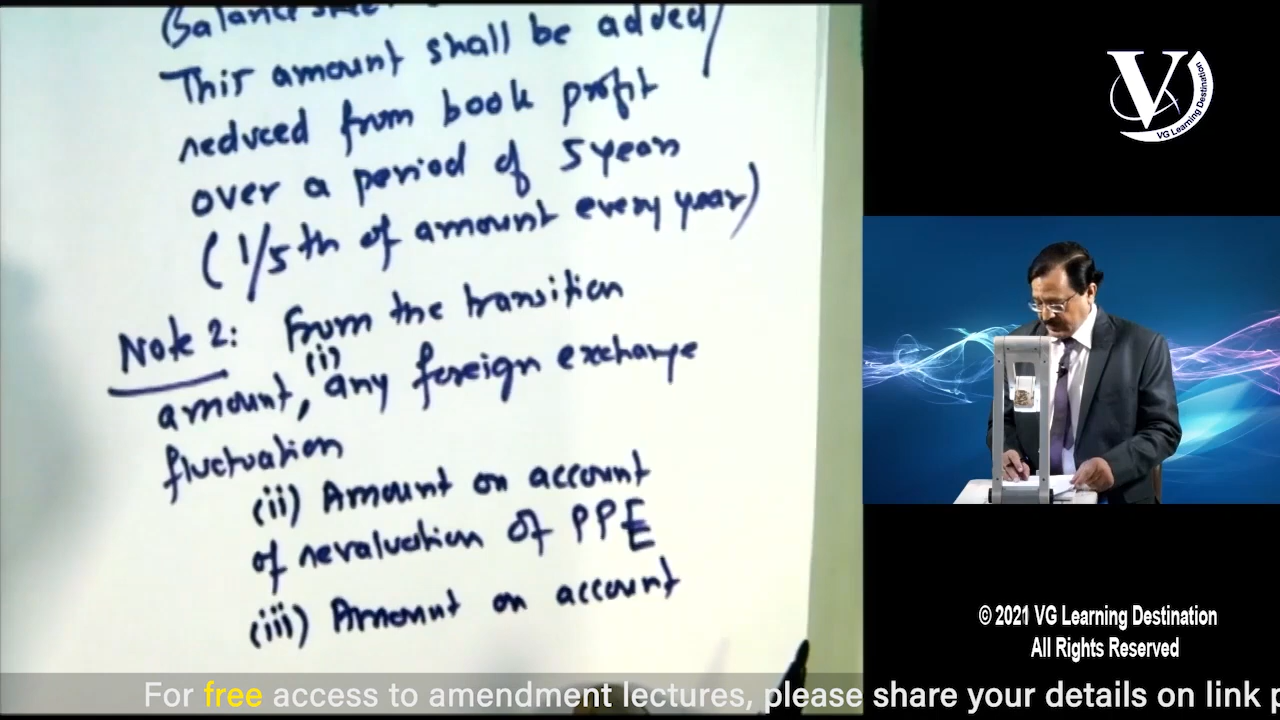 (Balance
This amount shall be added/
reduced from book profit
over a period of 5 years
(1/5th of amount every year)
Note 2: From the transition
amount, (i) any foreign exchange
fluctuation
(ii) Amount on account
of revaluation of PPE
(iii) Amount on account
V
VG Learning Destination
© 2021 VG Learning Destination
All Rights Reserved
For free access to amendment lectures, please share your details on link p